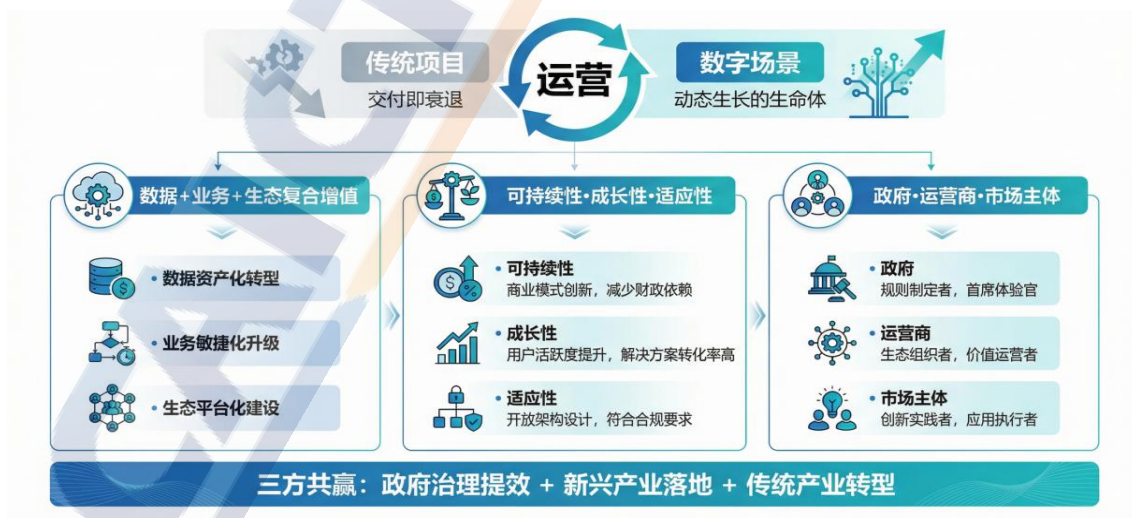 传统项目
交付即衰退
运营
数字场景
动态生长的生命体
数据+业务+生态复合增值
• 数据资产化转型
• 业务敏捷化升级
• 生态平台化建设
可持续性·成长性·适应性
• 可持续性
商业模式创新，减少财政依赖
• 成长性
用户活跃度提升，解决方案转化率高
• 适应性
开放架构设计，符合合规要求
政府·运营商·市场主体
• 政府
规则制定者，首席体验官
• 运营商
生态组织者，价值运营者
• 市场主体
创新实践者，应用执行者
三方共赢：政府治理提效 + 新兴产业落地 + 传统产业转型
CAICT